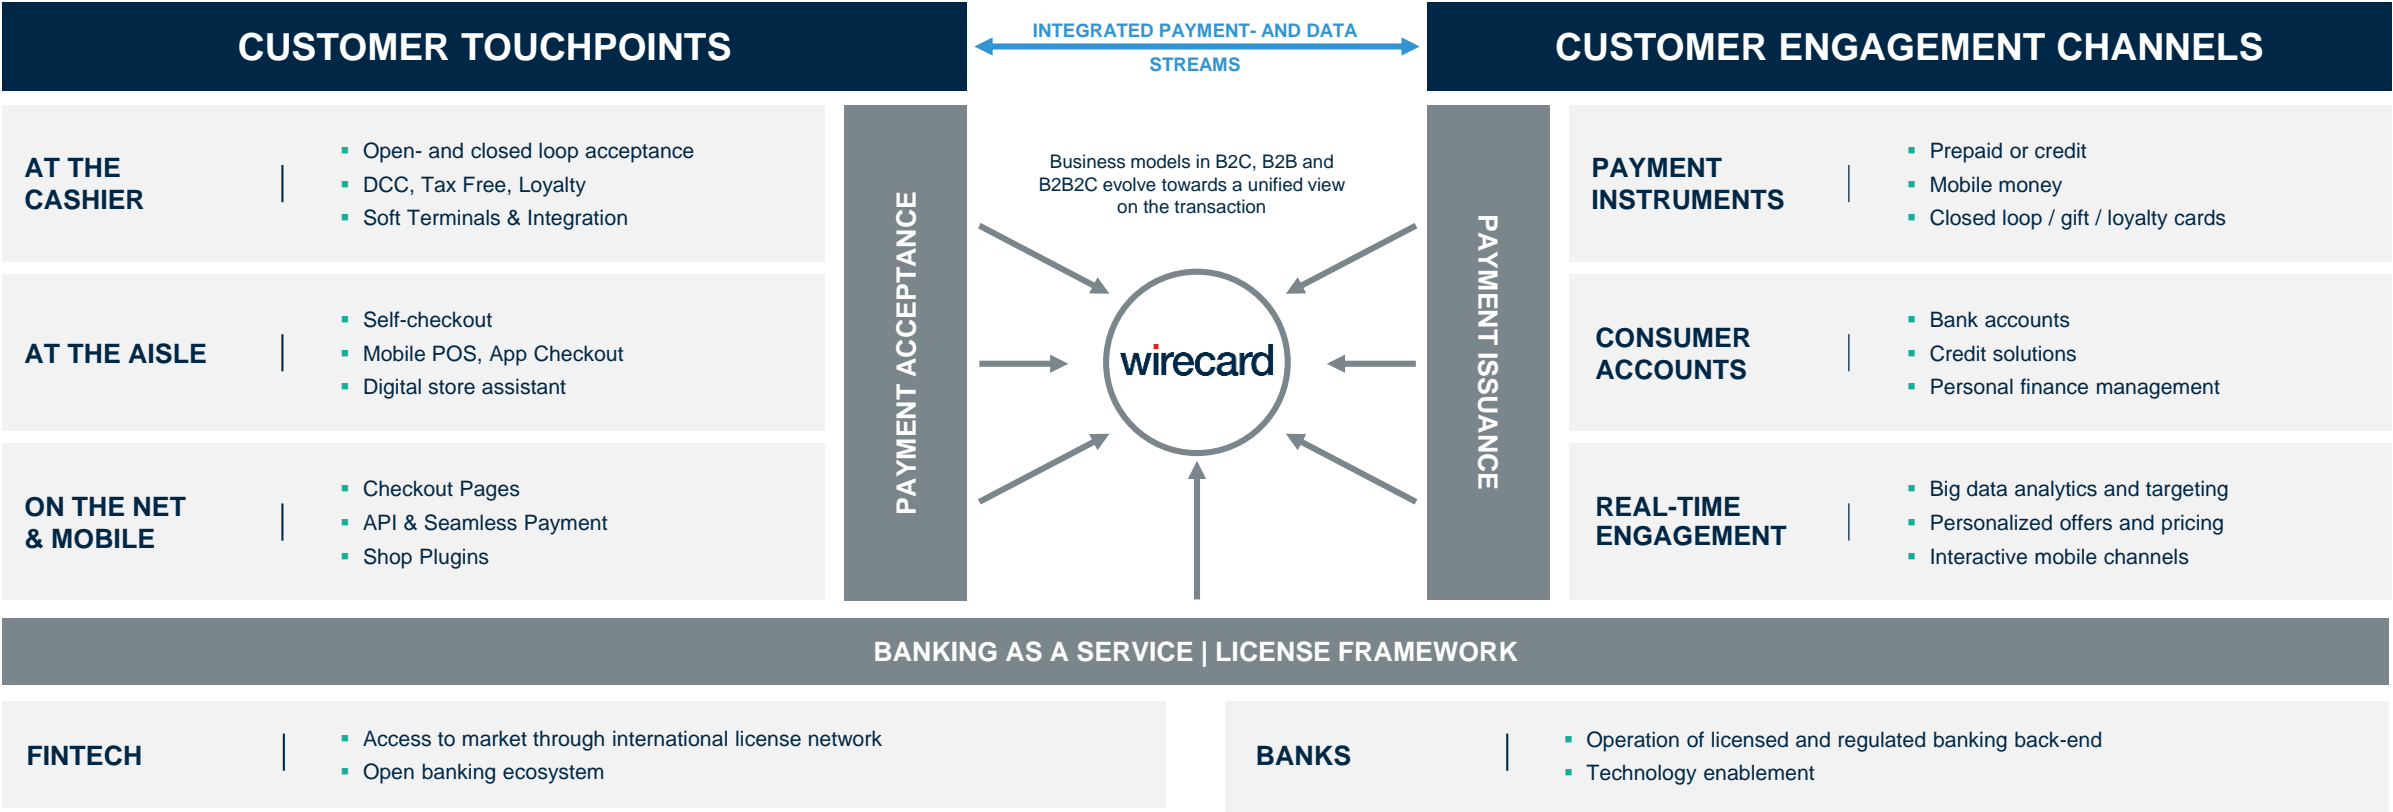 CUSTOMER TOUCHPOINTS
INTEGRATED PAYMENT- AND DATA
STREAMS
CUSTOMER ENGAGEMENT CHANNELS
AT THE
CASHIER
Open- and closed loop acceptance
DCC, Tax Free, Loyalty
Soft Terminals & Integration
AT THE AISLE
Self-checkout
Mobile POS, App Checkout
Digital store assistant
ON THE NET
& MOBILE
Checkout Pages
API & Seamless Payment
Shop Plugins
PAYMENT ACCEPTANCE
Business models in B2C, B2B and
B2B2C evolve towards a unified view
on the transaction
wirecard
PAYMENT ISSUANCE
PAYMENT
INSTRUMENTS
Prepaid or credit
Mobile money
Closed loop / gift / loyalty cards
CONSUMER
ACCOUNTS
Bank accounts
Credit solutions
Personal finance management
REAL-TIME
ENGAGEMENT
Big data analytics and targeting
Personalized offers and pricing
Interactive mobile channels
BANKING AS A SERVICE | LICENSE FRAMEWORK
FINTECH
Access to market through international license network
Open banking ecosystem
BANKS
Operation of licensed and regulated banking back-end
Technology enablement